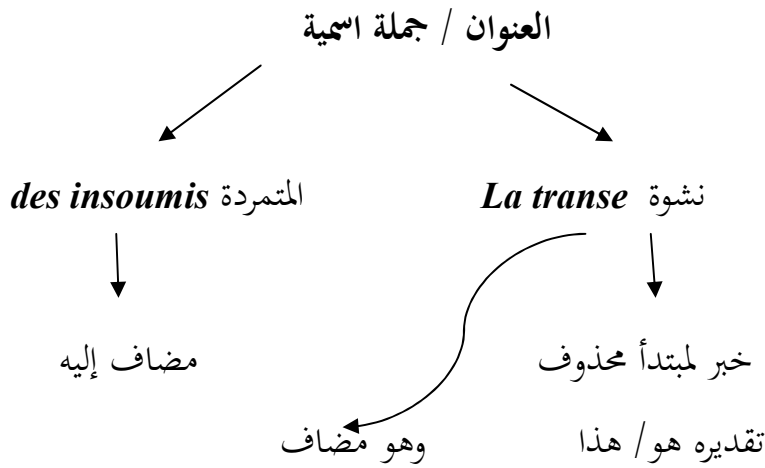 العنوان / جملة اسمية
نشوة La transe
المتمردة des insoumis
خبر لمبتدأ محذوف
مضاف إليه
تقديره هو/ هذا
وهو مضاف